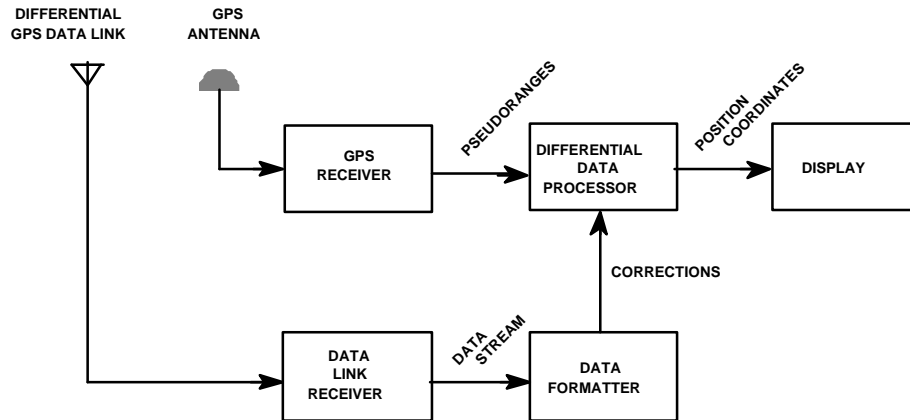 DIFFERENTIAL
GPS DATA LINK
GPS
ANTENNA
GPS
RECEIVER
PSEUDORANGES
DIFFERENTIAL
DATA
PROCESSOR
POSITION
COORDINATES
DISPLAY
CORRECTIONS
DATA
LINK
RECEIVER
DATA
STREAM
DATA
FORMATTER